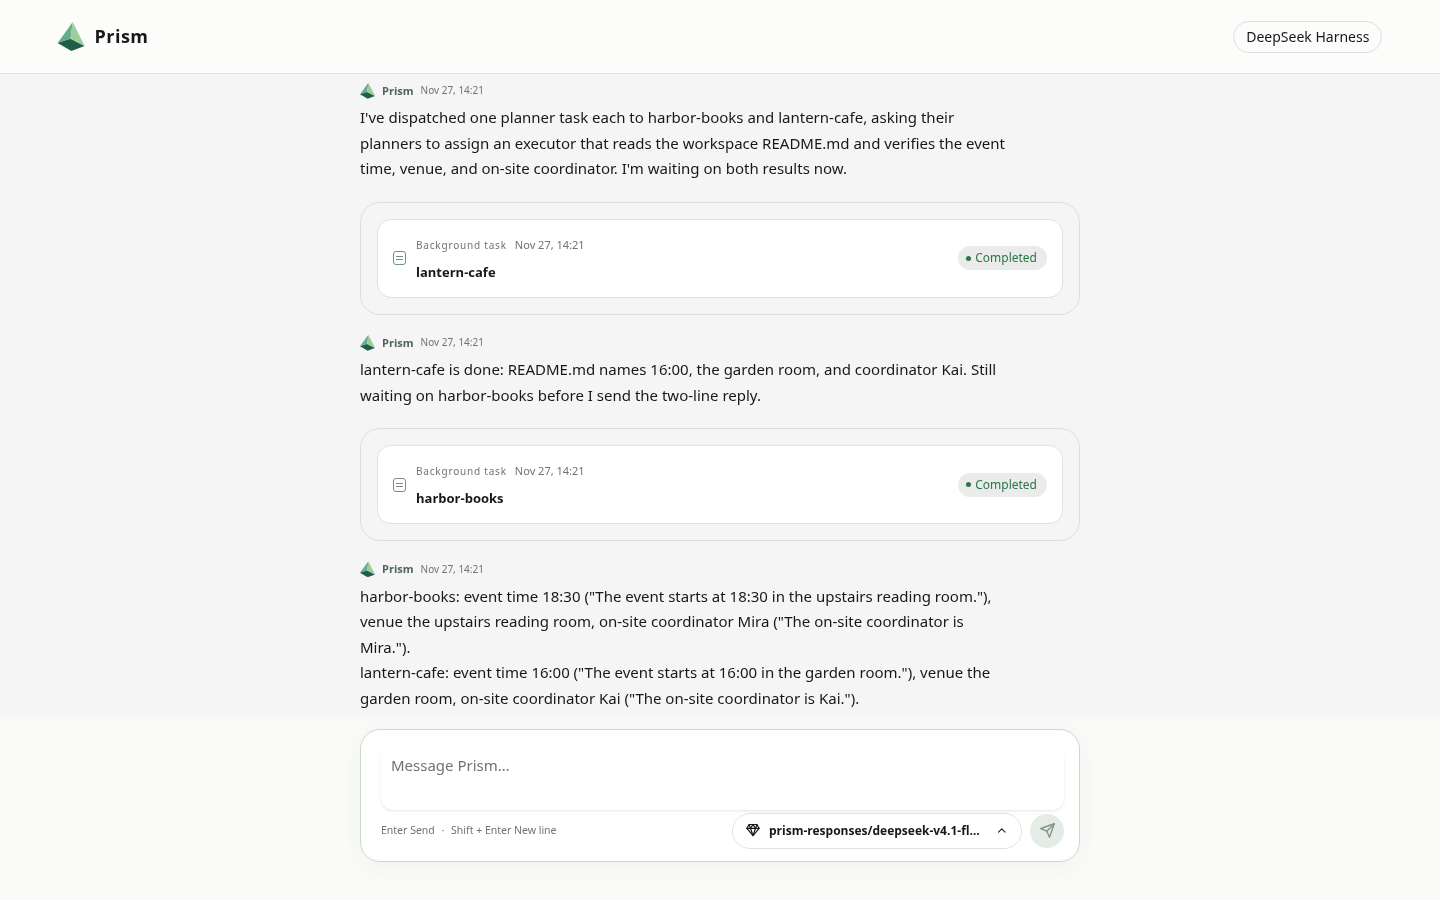 Prism
DeepSeek Harness
Prism Nov 27, 14:21
I've dispatched one planner task each to harbor-books and lantern-cafe, asking their
planners to assign an executor that reads the workspace README.md and verifies the event
time, venue, and on-site coordinator. I'm waiting on both results now.
Background task Nov 27, 14:21
Completed
lantern-cafe
Prism Nov 27, 14:21
lantern-cafe is done: README.md names 16:00, the garden room, and coordinator Kai. Still
waiting on harbor-books before I send the two-line reply.
Background task Nov 27, 14:21
Completed
harbor-books
Prism Nov 27, 14:21
harbor-books: event time 18:30 ("The event starts at 18:30 in the upstairs reading room."),
venue the upstairs reading room, on-site coordinator Mira ("The on-site coordinator is
Mira.").
lantern-cafe: event time 16:00 ("The event starts at 16:00 in the garden room."), venue the
garden room, on-site coordinator Kai ("The on-site coordinator is Kai.").
Message Prism...
Enter Send · Shift + Enter New line
prism-responses/deepseek-v4.1-fl...